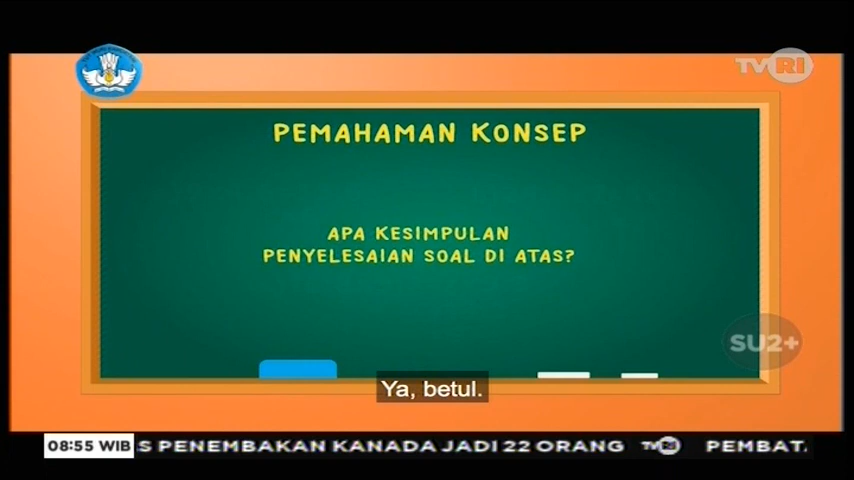 TVRI
PEMAHAMAN KONSEP
APA KESIMPULAN
PENYELESAIAN SOAL DI ATAS?
SU2+
Ya, betul.
08:55 WIB S PENEMBAKAN KANADA JADI 22 ORANG TVRI PEMBAT